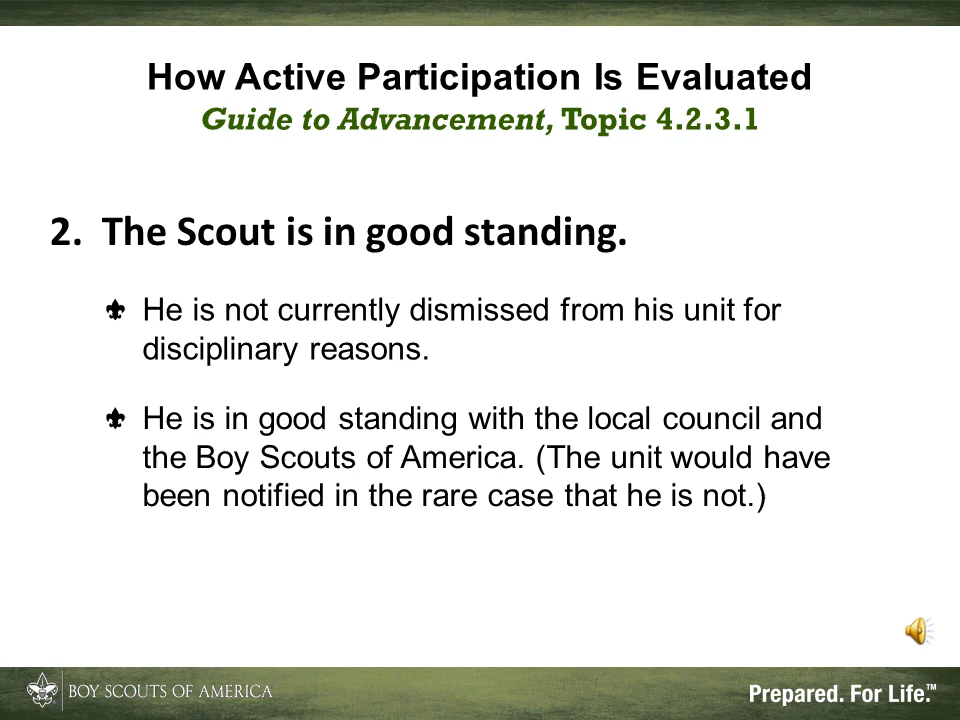 How Active Participation Is Evaluated
Guide to Advancement, Topic 4.2.3.1
2. The Scout is in good standing.
He is not currently dismissed from his unit for
disciplinary reasons.
He is in good standing with the local council and
the Boy Scouts of America. (The unit would have
been notified in the rare case that he is not.)
BOY SCOUTS OF AMERICA
Prepared. For Life.™